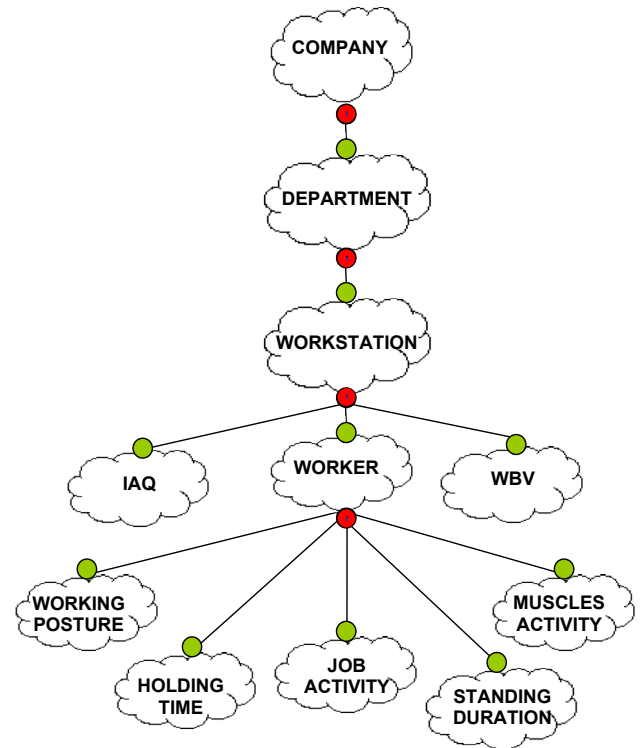 COMPANY
DEPARTMENT
WORKSTATION
IAQ
WORKER
WBV
WORKING
POSTURE
MUSCLES
ACTIVITY
HOLDING
TIME
JOB
ACTIVITY
STANDING
DURATION